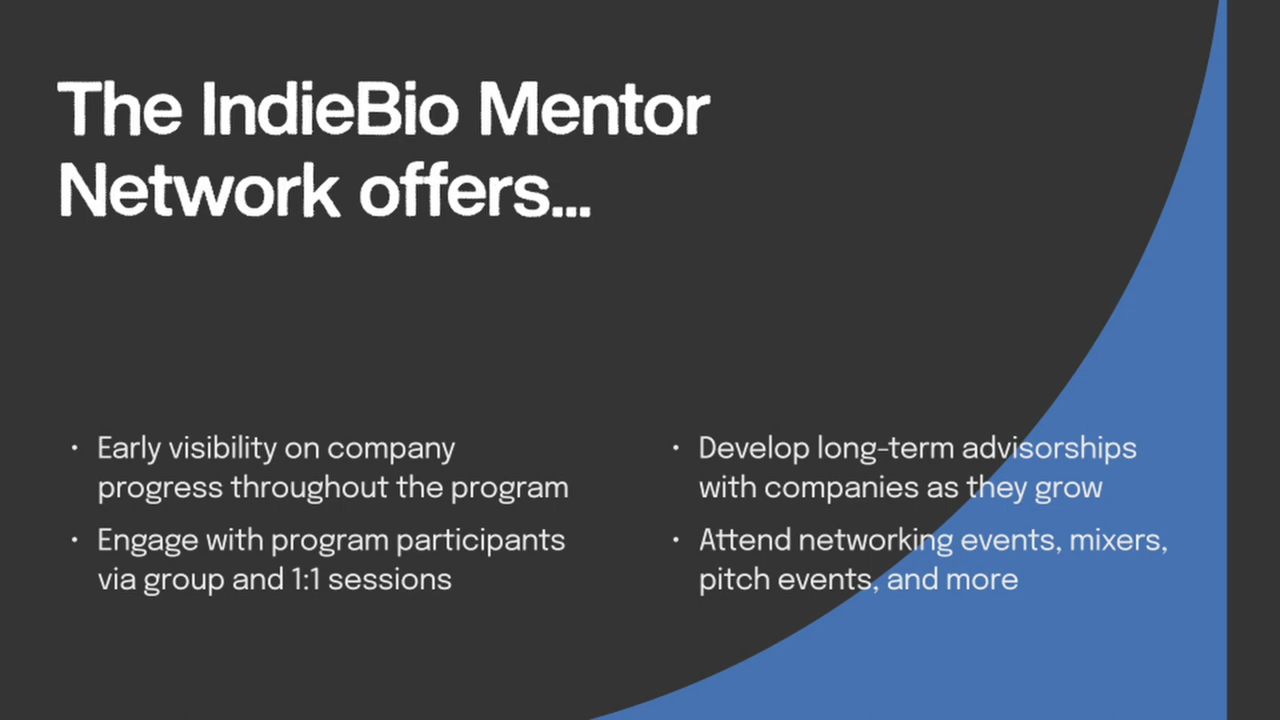 The IndieBio Mentor
Network offers...
• Early visibility on company
progress throughout the program
• Engage with program participants
via group and 1:1 sessions
• Develop long-term advisorships
with companies as they grow
• Attend networking events, mixers,
pitch events, and more